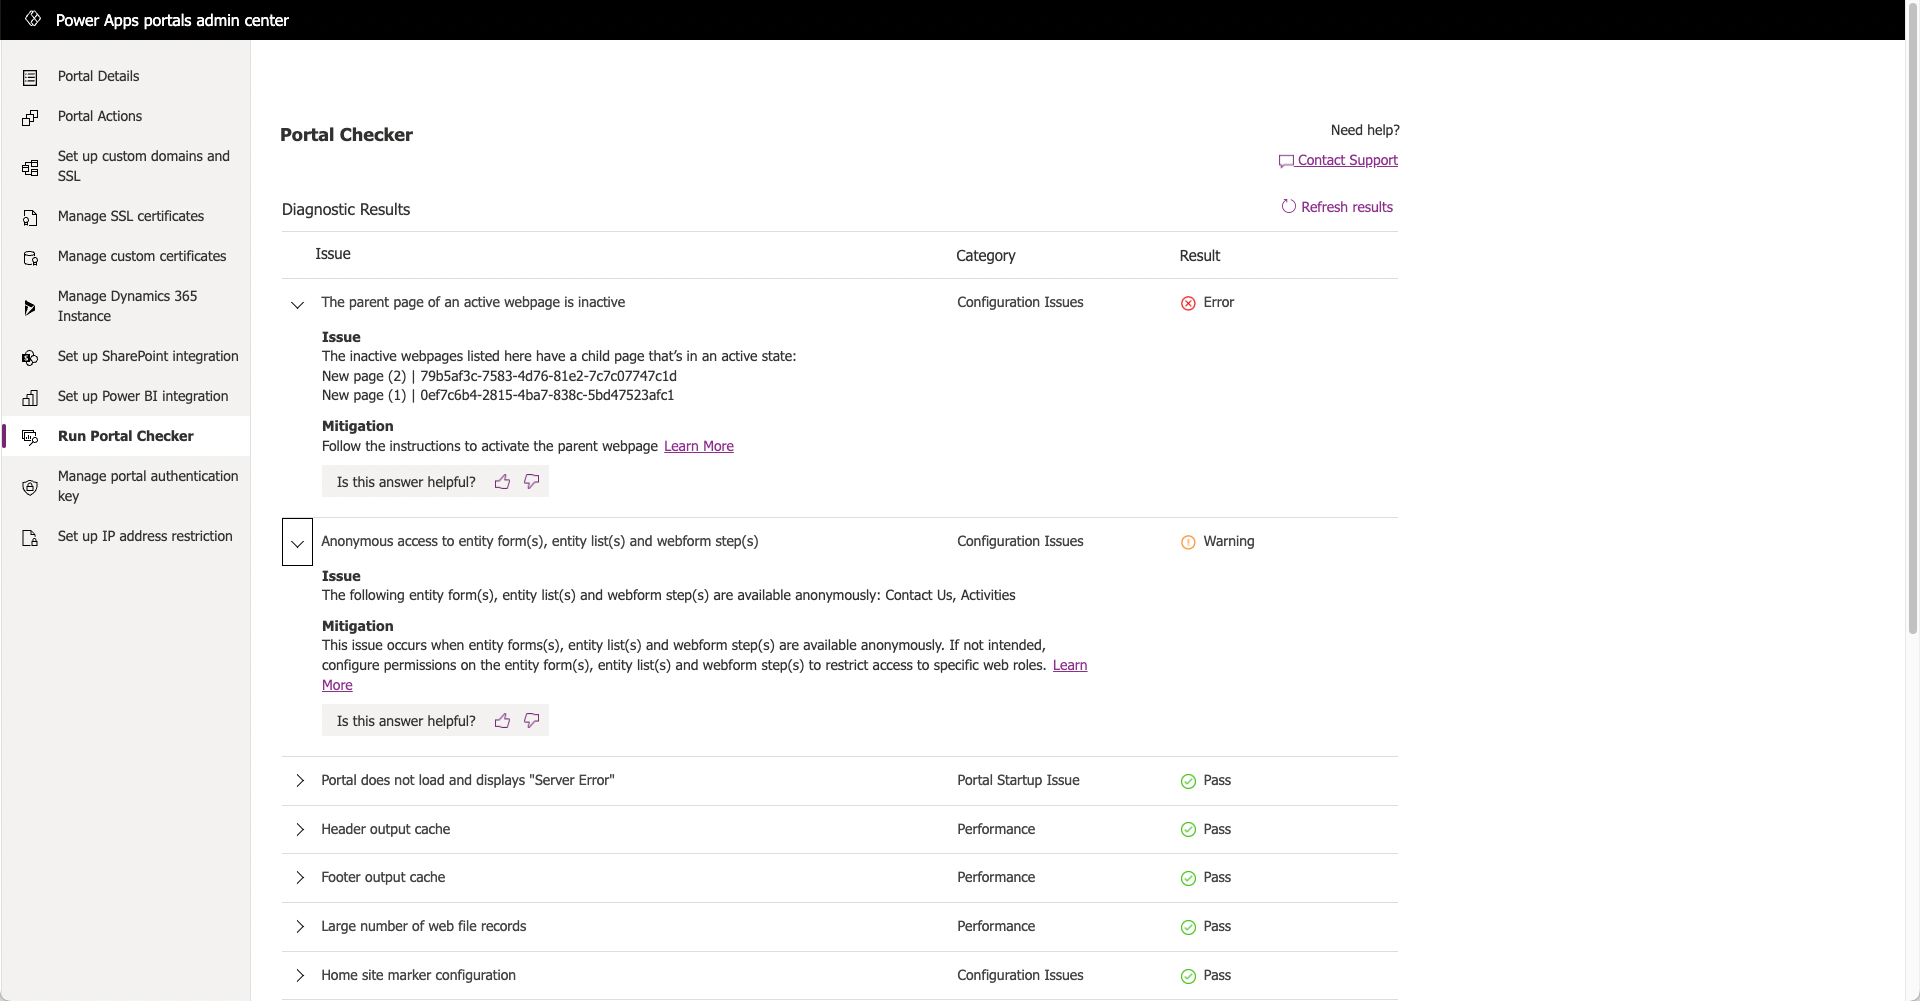 Power Apps portals admin center
Portal Details
Portal Actions
Set up custom domains and
SSL
Manage SSL certificates
Manage custom certificates
Manage Dynamics 365
Instance
Set up SharePoint integration
Set up Power BI integration
Run Portal Checker
Manage portal authentication
key
Set up IP address restriction
Portal Checker
Need help?
Contact Support
Diagnostic Results
Refresh results
Issue Category Result
The parent page of an active webpage is inactive Configuration Issues Error
Issue
The inactive webpages listed here have a child page that’s in an active state:
New page (2) | 79b5af3c-7583-4d76-81e2-7c7c07747c1d
New page (1) | 0ef7c6b4-2815-4ba7-838c-5bd47523afc1
Mitigation
Follow the instructions to activate the parent webpage Learn More
Is this answer helpful?
Anonymous access to entity form(s), entity list(s) and webform step(s) Configuration Issues Warning
Issue
The following entity form(s), entity list(s) and webform step(s) are available anonymously: Contact Us, Activities
Mitigation
This issue occurs when entity forms(s), entity list(s) and webform step(s) are available anonymously. If not intended,
configure permissions on the entity form(s), entity list(s) and webform step(s) to restrict access to specific web roles. Learn
More
Is this answer helpful?
Portal does not load and displays "Server Error" Portal Startup Issue Pass
Header output cache Performance Pass
Footer output cache Performance Pass
Large number of web file records Performance Pass
Home site marker configuration Configuration Issues Pass